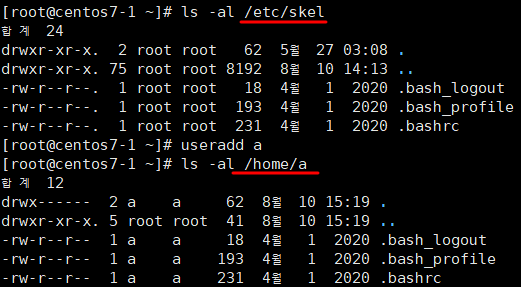 [root@centos7-1 ~]# ls -al /etc/skel
합계 24
drwxr-xr-x. 2 root root 62 5월 27 03:08 .
drwxr-xr-x. 75 root root 8192 8월 10 14:13 ..
-rw-r--r--. 1 root root 18 4월 1 2020 .bash_logout
-rw-r--r--. 1 root root 193 4월 1 2020 .bash_profile
-rw-r--r--. 1 root root 231 4월 1 2020 .bashrc
[root@centos7-1 ~]# useradd a
[root@centos7-1 ~]# ls -al /home/a
합계 12
drwx------ 2 a a 62 8월 10 15:19 .
drwxr-xr-x. 5 root root 41 8월 10 15:19 ..
-rw-r--r-- 1 a a 18 4월 1 2020 .bash_logout
-rw-r--r-- 1 a a 193 4월 1 2020 .bash_profile
-rw-r--r-- 1 a a 231 4월 1 2020 .bashrc